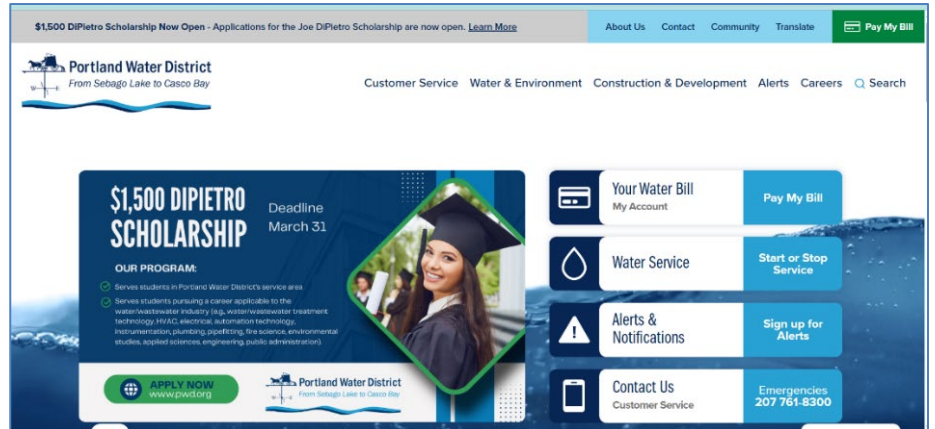 $1,500 DiPietro Scholarship Now Open - Applications for the Joe DiPietro Scholarship are now open. Learn More
About Us Contact Community Translate Pay My Bill
Portland Water District
From Sebago Lake to Casco Bay
W
Customer Service Water & Environment Construction & Development Alerts Careers Search
$1,500 DIPIETRO
SCHOLARSHIP
Deadline
March 31
OUR PROGRAM:
Serves students in Portland Water District's service area
Serves students pursuing a career applicable to the
water/wastewater industry (e.g., water/wastewater treatment
technology, HVAC, electrical, automation technology,
instrumentation, plumbing, pipefitting, fire science, environmental
studies, applied sciences, engineering, public administration)
APPLY NOW
www.pwd.org
Portland Water District
From Sebago Lake to Casco Bay
Your Water Bill
My Account
Pay My Bill
Water Service
Start or Stop
Service
Alerts &
Notifications
Sign up for
Alerts
Contact Us
Customer Service
Emergencies
207 761-8300